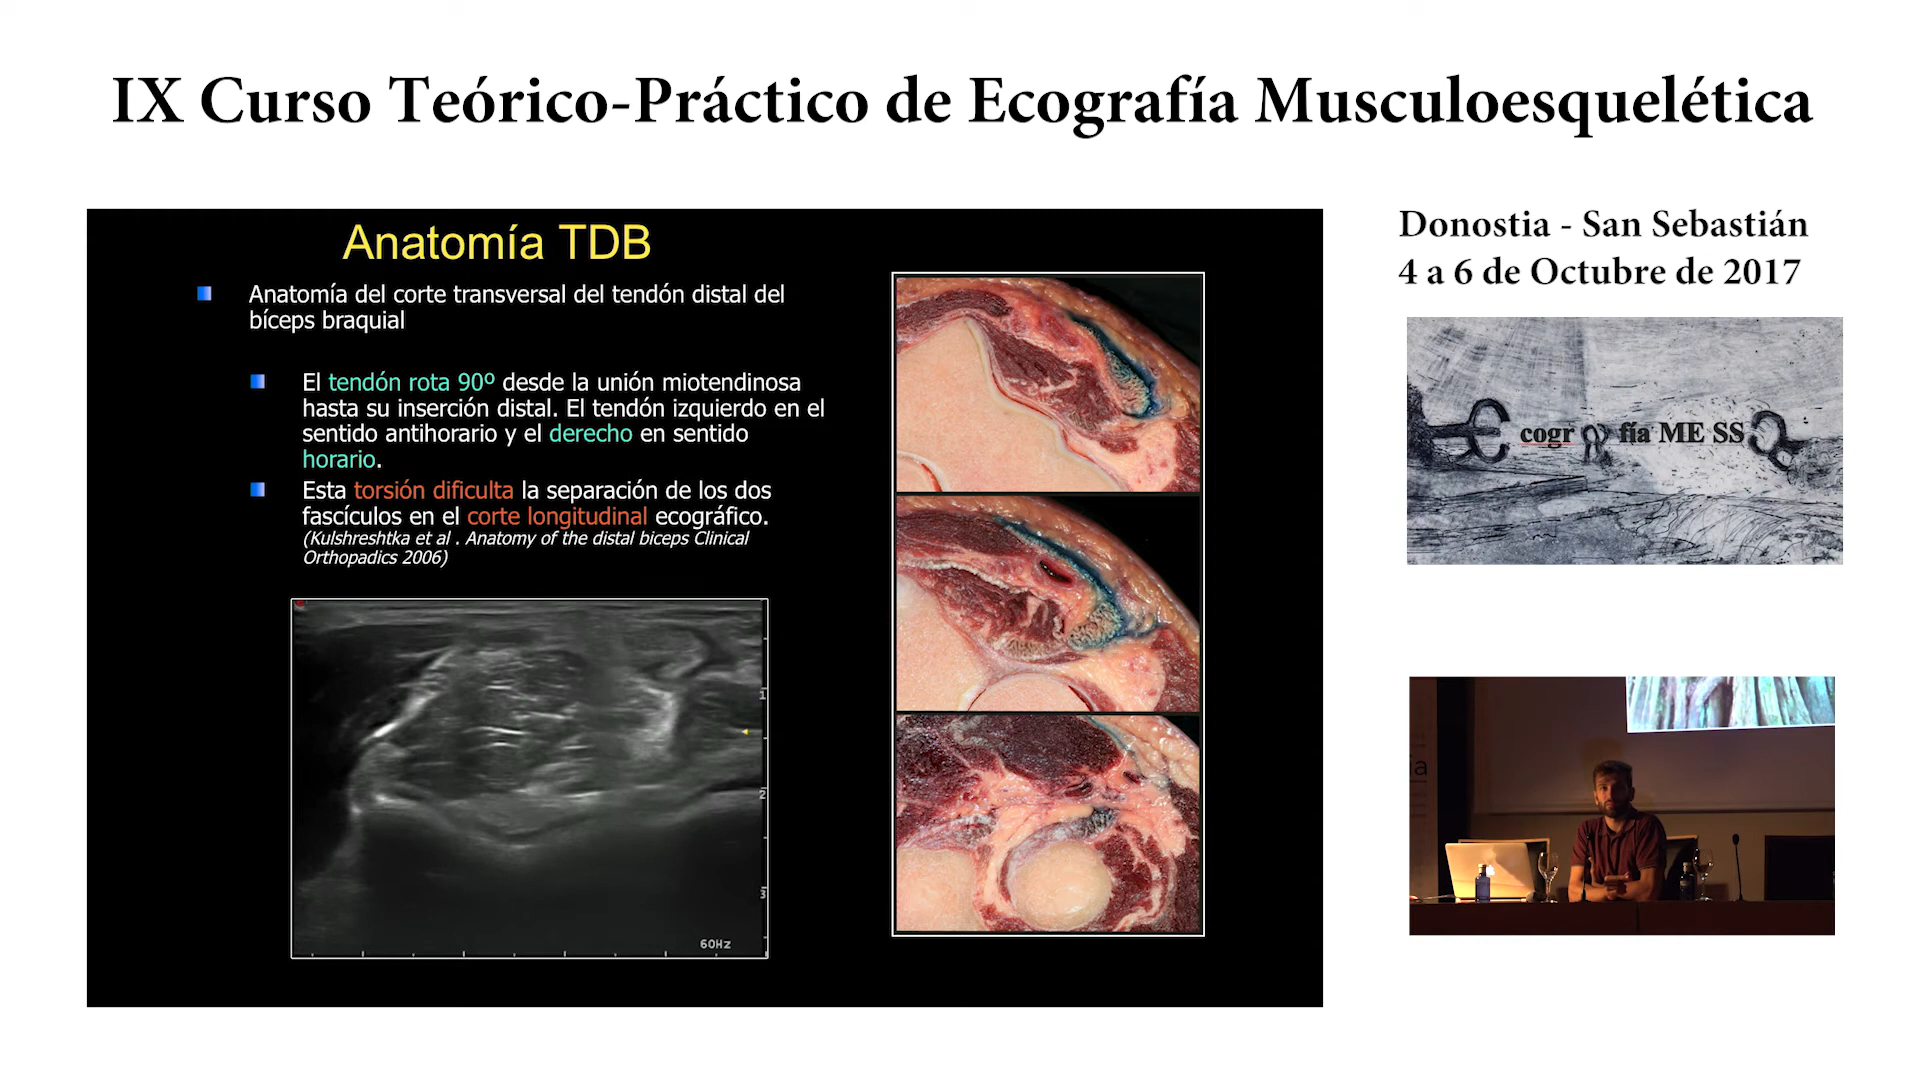 IX Curso Teórico-Práctico de Ecografía Musculoesquelética
Donostia - San Sebastián
4 a 6 de Octubre de 2017
Anatomía TDB
Anatomía del corte transversal del tendón distal del
bíceps braquial
El tendón rota 90º desde la unión miotendinosa
hasta su inserción distal. El tendón izquierdo en el
sentido antihorario y el derecho en sentido
horario.
Esta torsión dificulta la separación de los dos
fascículos en el corte longitudinal ecográfico.
(Kulshreshtka et al . Anatomy of the distal biceps Clinical
Orthopadics 2006)
1
2
3
60Hz
cogr fía ME SS
ia